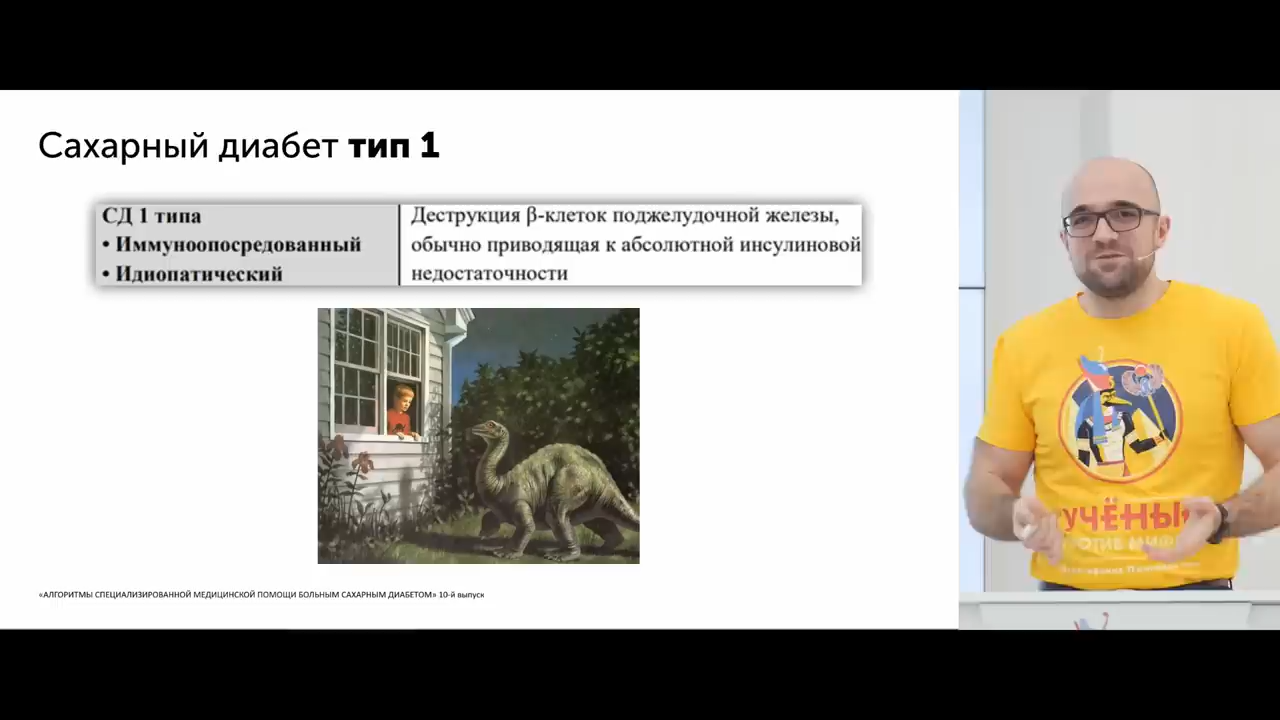 Сахарный диабет тип 1
СД 1 типа
• Иммуноопосредованный
• Идиопатический
Деструкция β-клеток поджелудочной железы,
обычно приводящая к абсолютной инсулиновой
недостаточности
«АЛГОРИТМЫ СПЕЦИАЛИЗИРОВАННОЙ МЕДИЦИНСКОЙ ПОМОЩИ БОЛЬНЫМ САХАРНЫМ ДИАБЕТОМ» 10-й выпуск
УЧЁНЫ